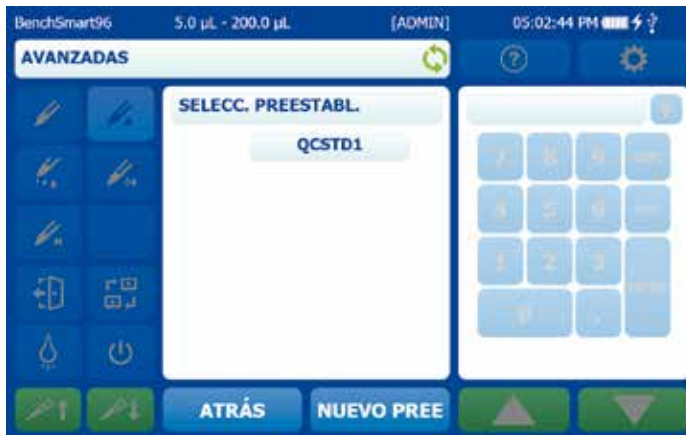 BenchSmart96 5.0 µL - 200.0 µL [ADMIN] 05:02:44 PM
AVANZADAS
?
SELECC. PREESTABL.
QCSTD1
7 8 9
4 5 6
1 2 3
0 .
ATRÁS NUEVO PREE